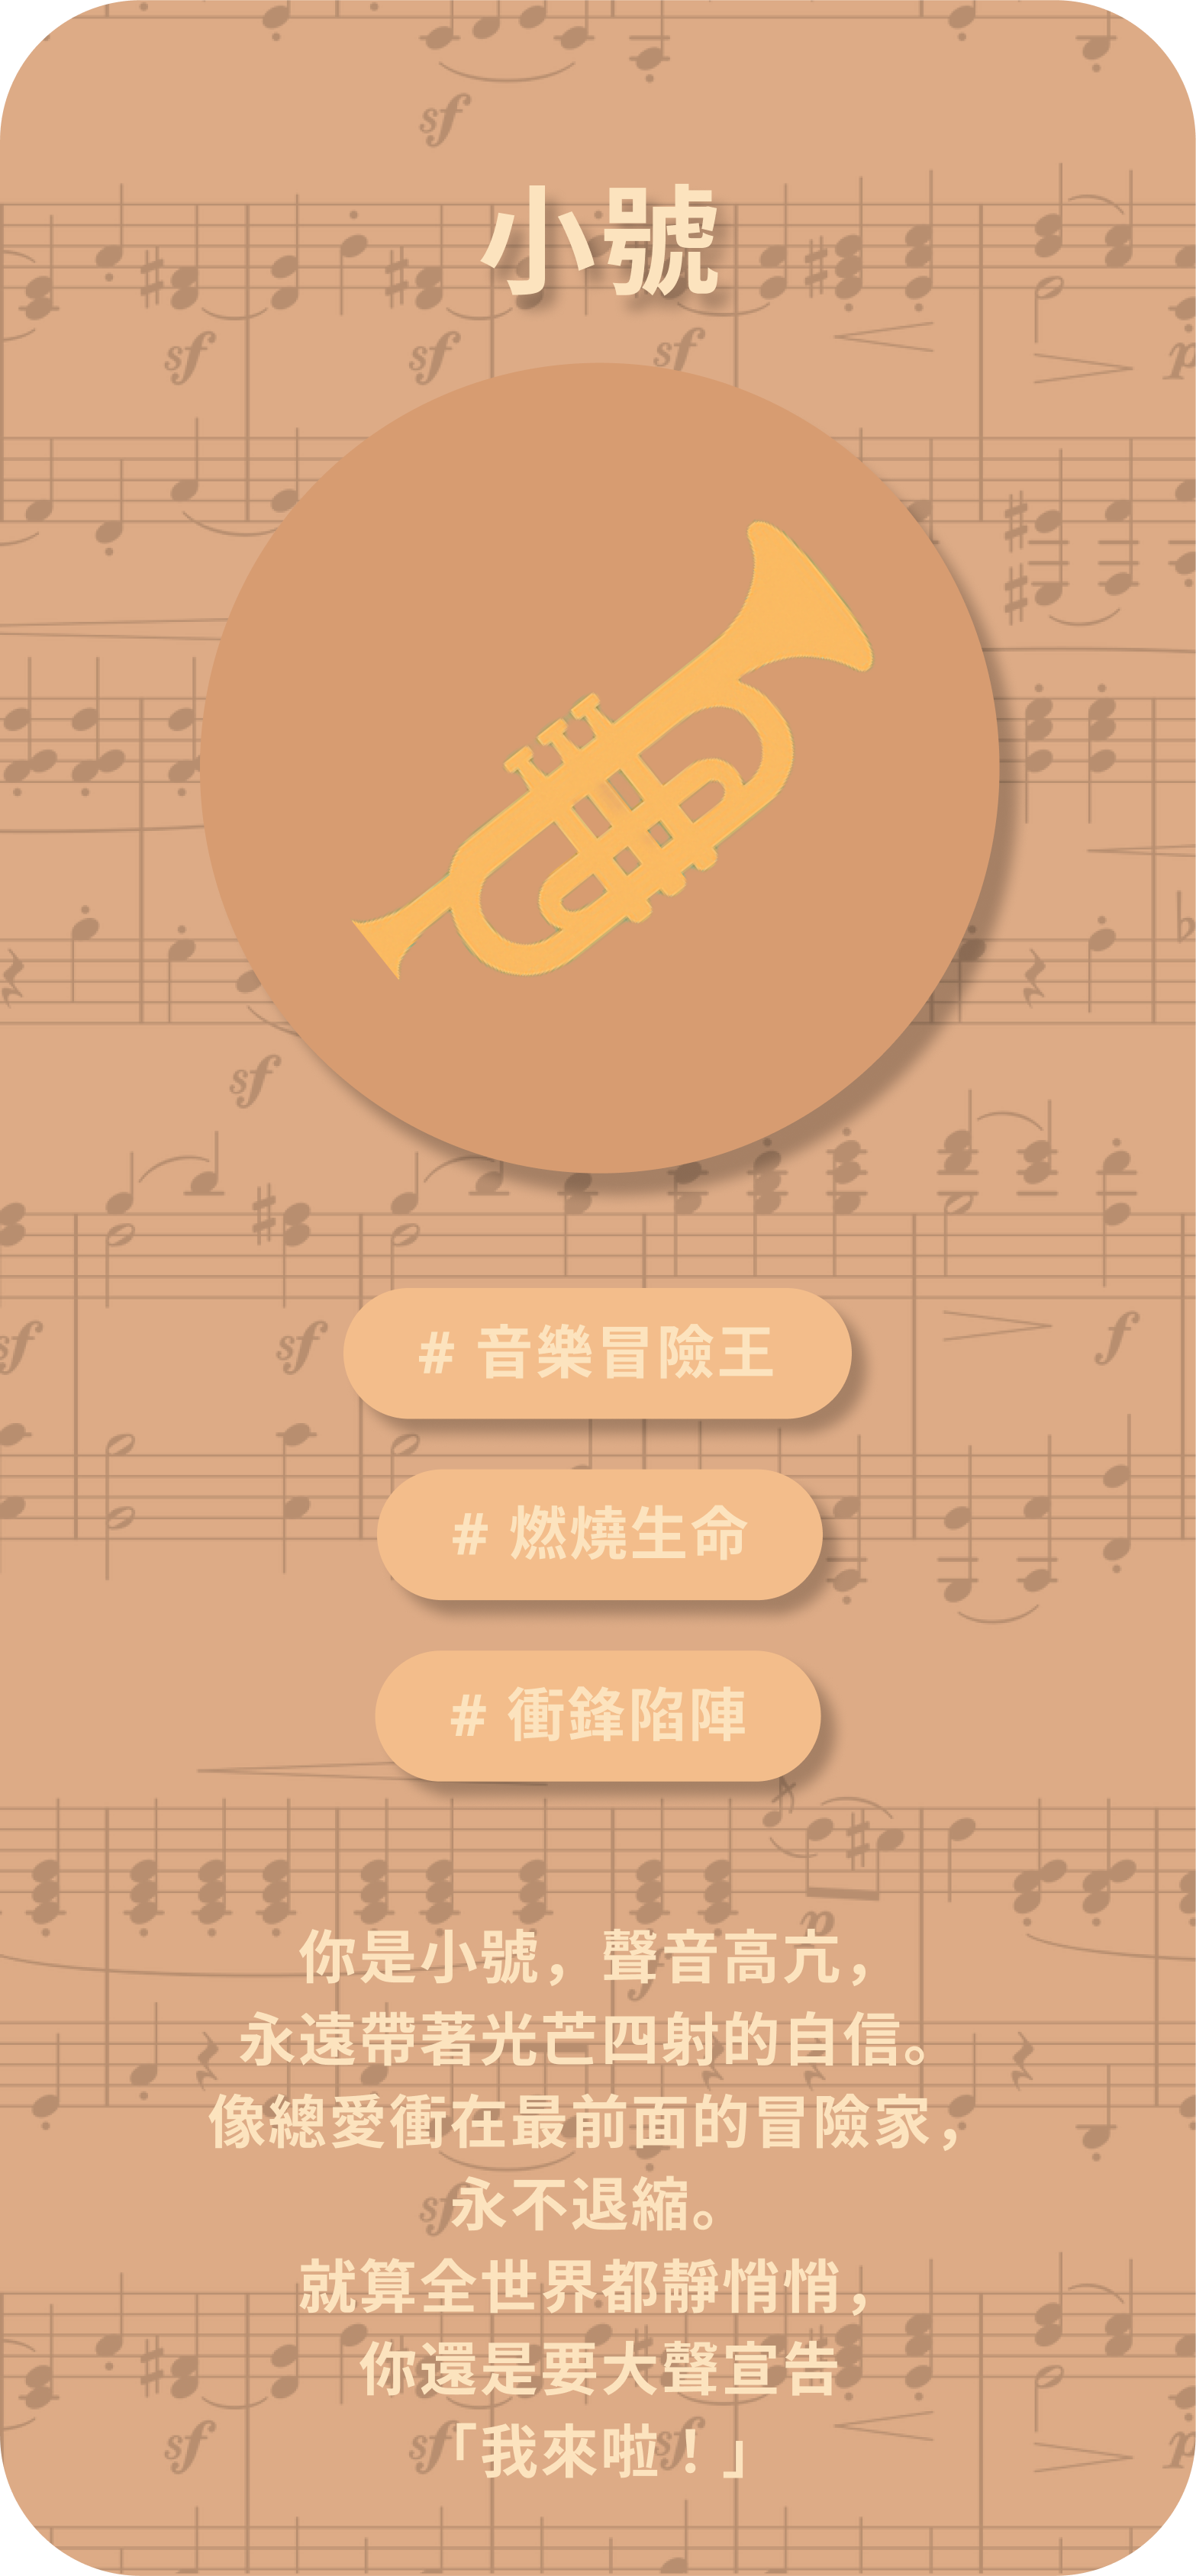 小號
# 音樂冒險王
# 燃燒生命
# 衝鋒陷陣
你是小號，聲音高亢，
永遠帶著光芒四射的自信。
像總愛衝在最前面的冒險家，
永不退縮。
就算全世界都靜悄悄，
你還是要大聲宣告
「我來啦！」